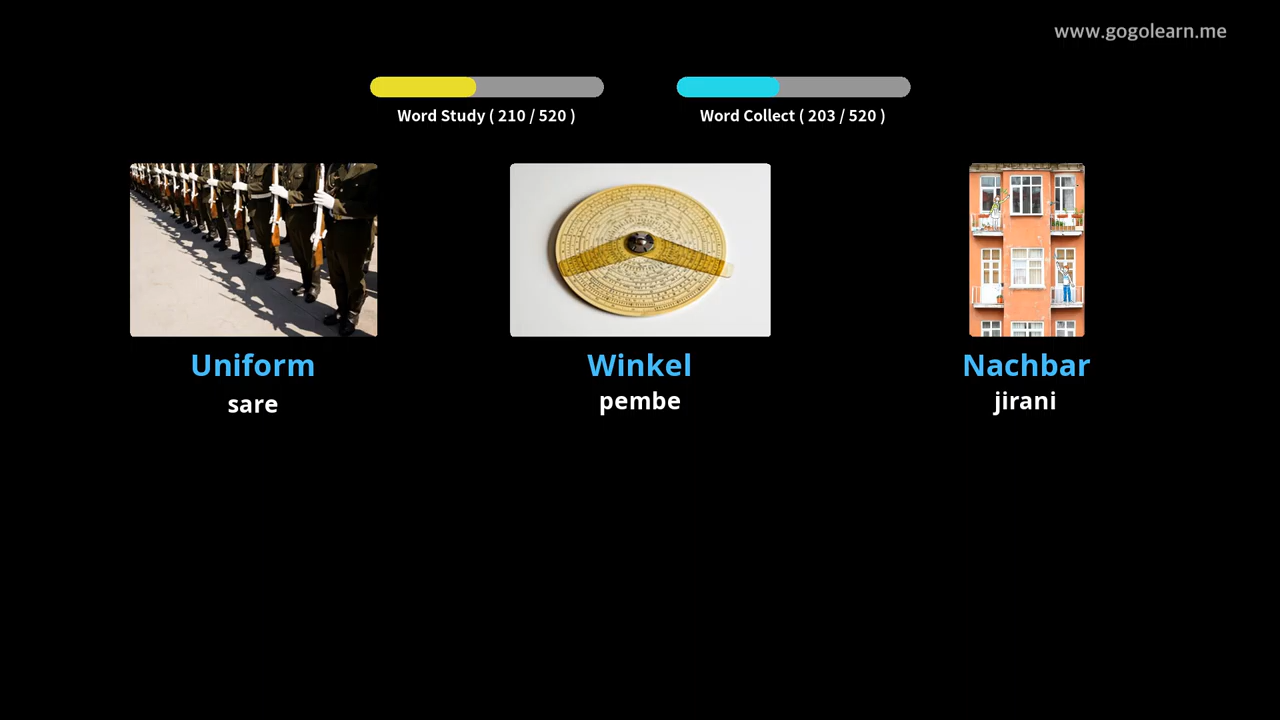 www.gogolearn.me
Word Study ( 210 / 520 )
Word Collect ( 203 / 520 )
Uniform
sare
Winkel
pembe
Nachbar
jirani